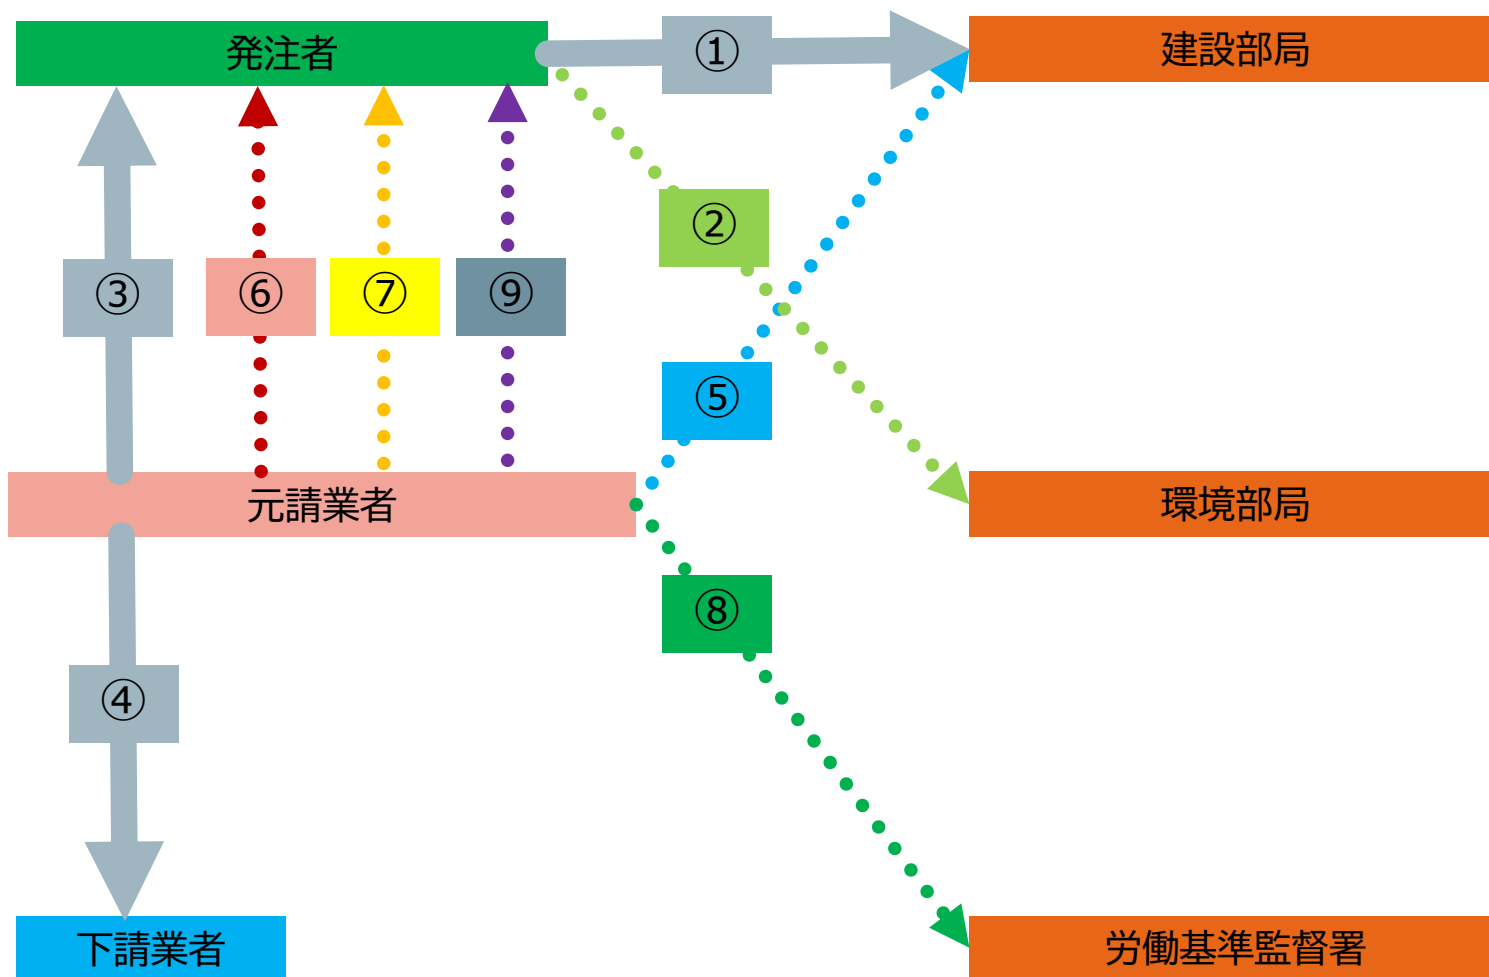 発注者
①
建設部局
②
③
⑥
⑦
⑨
⑤
元請業者
環境部局
⑧
④
下請業者
労働基準監督署